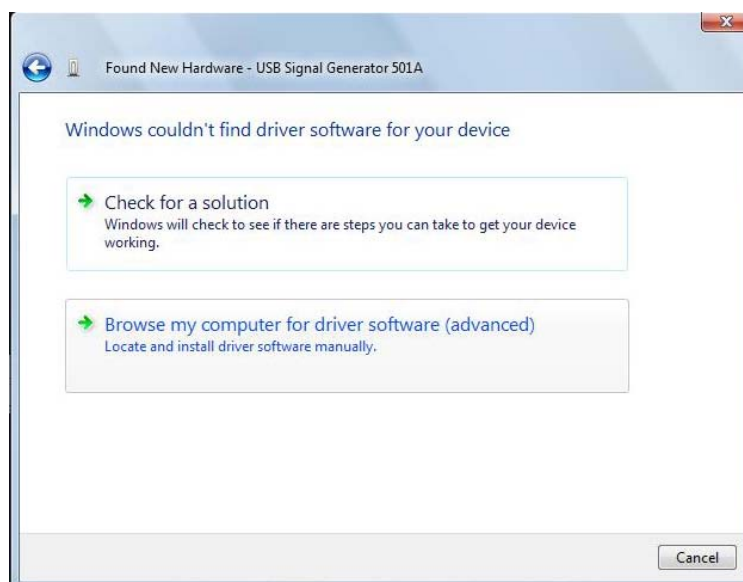 Found New Hardware - USB Signal Generator 501A
Windows couldn't find driver software for your device
Check for a solution
Windows will check to see if there are steps you can take to get your device
working.
Browse my computer for driver software (advanced)
Locate and install driver software manually.
Cancel